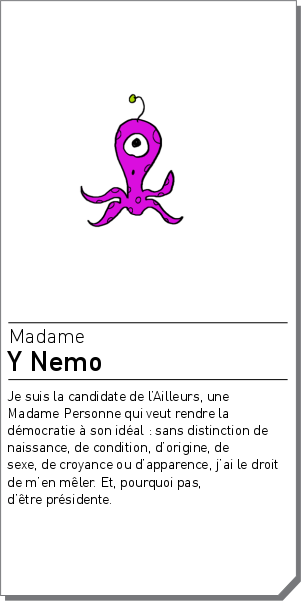 Madame
Y Nemo
Je suis la candidate de l'Ailleurs, une
Madame Personne qui veut rendre la
démocratie à son idéal : sans distinction de
naissance, de condition, d'origine, de
sexe, de croyance ou d'apparence, j'ai le droit
de m'en mêler. Et, pourquoi pas,
d'être présidente.